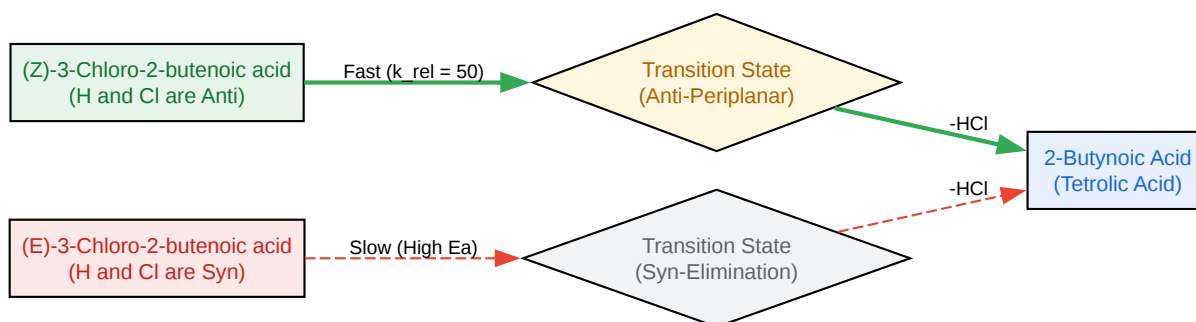 (Z)-3-Chloro-2-butenoic acid
(H and Cl are Anti)
Fast (k_rel = 50)
Transition State
(Anti-Periplanar)
-HCl
2-Butynoic Acid
(Tetrolic Acid)
(E)-3-Chloro-2-butenoic acid
(H and Cl are Syn)
Slow (High Ea)
Transition State
(Syn-Elimination)
-HCl